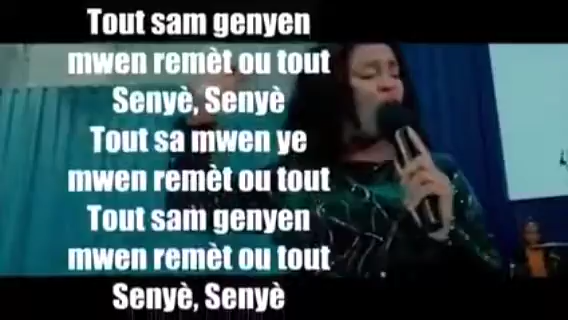 Tout sam genyen
mwen remèt ou tout
Senyè, Senyè
Tout sa mwen ye
mwen remèt ou tout
Tout sam genyen
mwen remèt ou tout
Senyè, Senyè